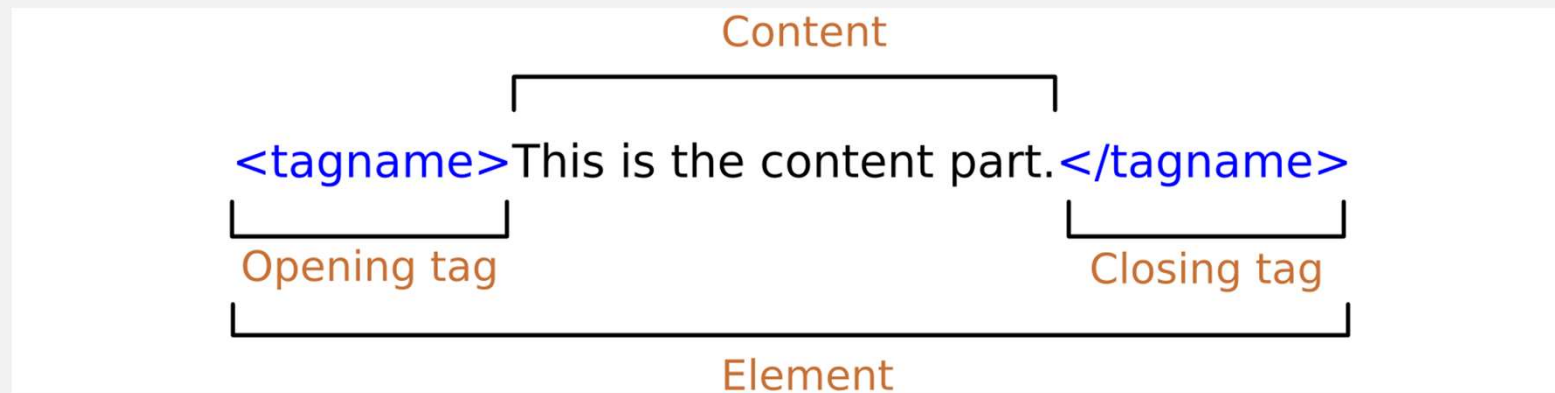 Content
<tagname>This is the content part.</tagname>
Opening tag
Closing tag
Element